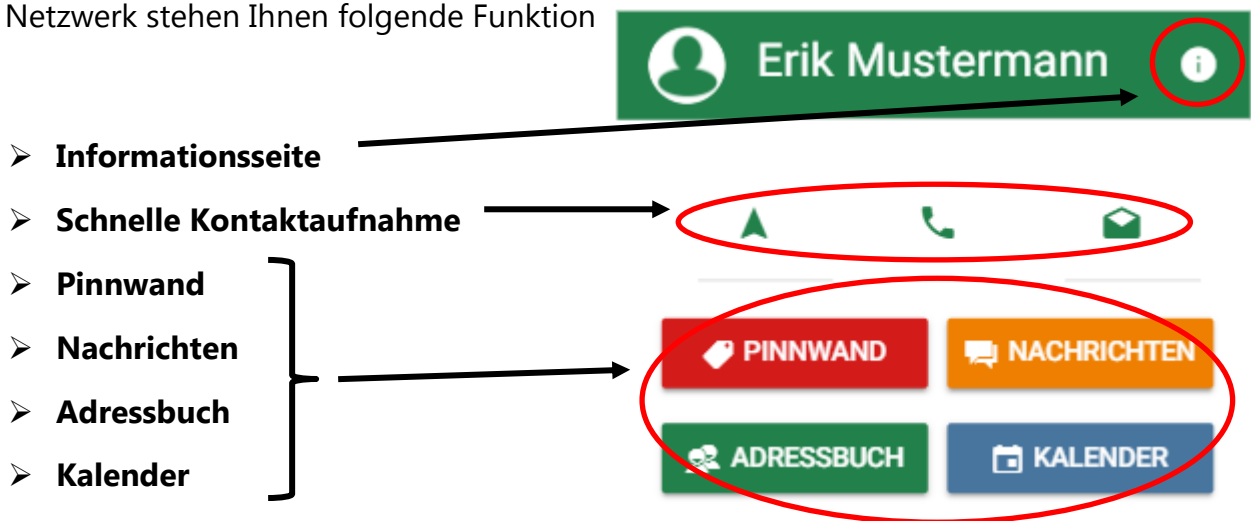 Netzwerk stehen Ihnen folgende Funktion
Erik Mustermann
Informationsseite
Schnelle Kontaktaufnahme
Pinnwand
Nachrichten
Adressbuch
Kalender
PINNWAND
NACHRICHTEN
ADRESSBUCH
KALENDER